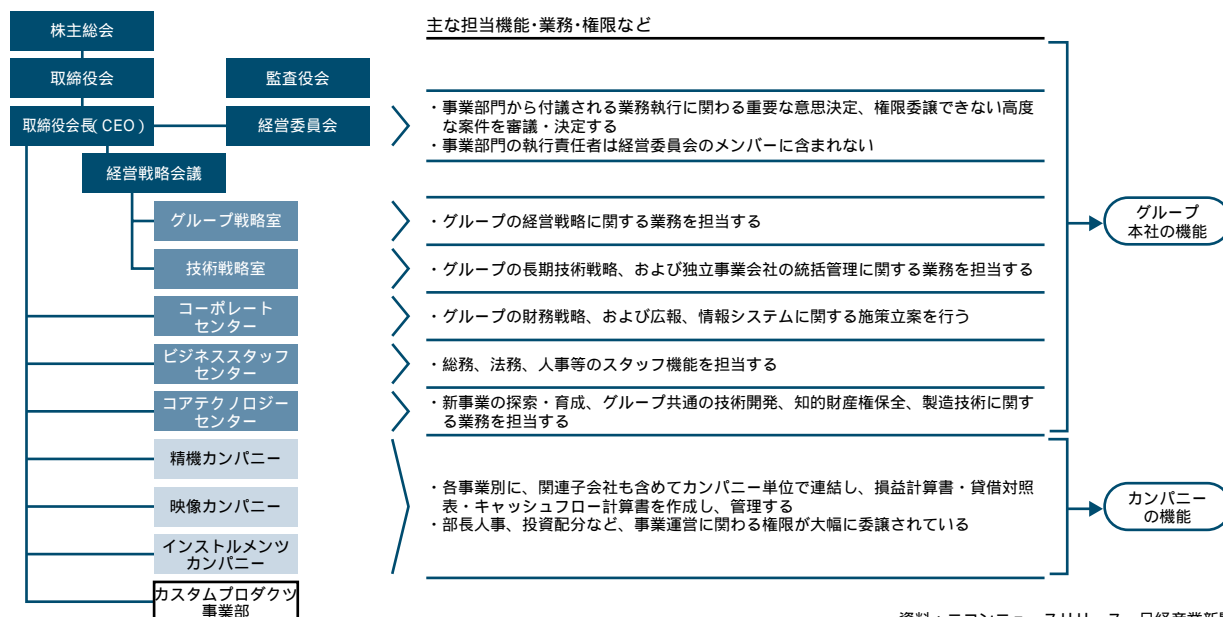 株主総会
主な担当機能･業務･権限など
取締役会
監査役会
取締役会長(CEO)
経営委員会
・事業部門から付議される業務執行に関わる重要な意思決定、権限委譲できない高度
な案件を審議・決定する
・事業部門の執行責任者は経営委員会のメンバーに含まれない
経営戦略会議
グループ戦略室
・グループの経営戦略に関する業務を担当する
グループ
本社の機能
技術戦略室
・グループの長期技術戦略、および独立事業会社の統括管理に関する業務を担当する
コーポレート
センター
・グループの財務戦略、および広報、情報システムに関する施策立案を行う
ビジネススタッフ
センター
・総務、法務、人事等のスタッフ機能を担当する
コアテクノロジー
センター
・新事業の探索・育成、グループ共通の技術開発、知的財産権保全、製造技術に関す
る業務を担当する
精機カンパニー
映像カンパニー
・各事業別に、関連子会社も含めてカンパニー単位で連結し、損益計算書・貸借対照
表・キャッシュフロー計算書を作成し、管理する
・部長人事、投資配分など、事業運営に関わる権限が大幅に委譲されている
カンパニー
の機能
インストルメンツ
カンパニー
カスタムプロダクツ
事業部